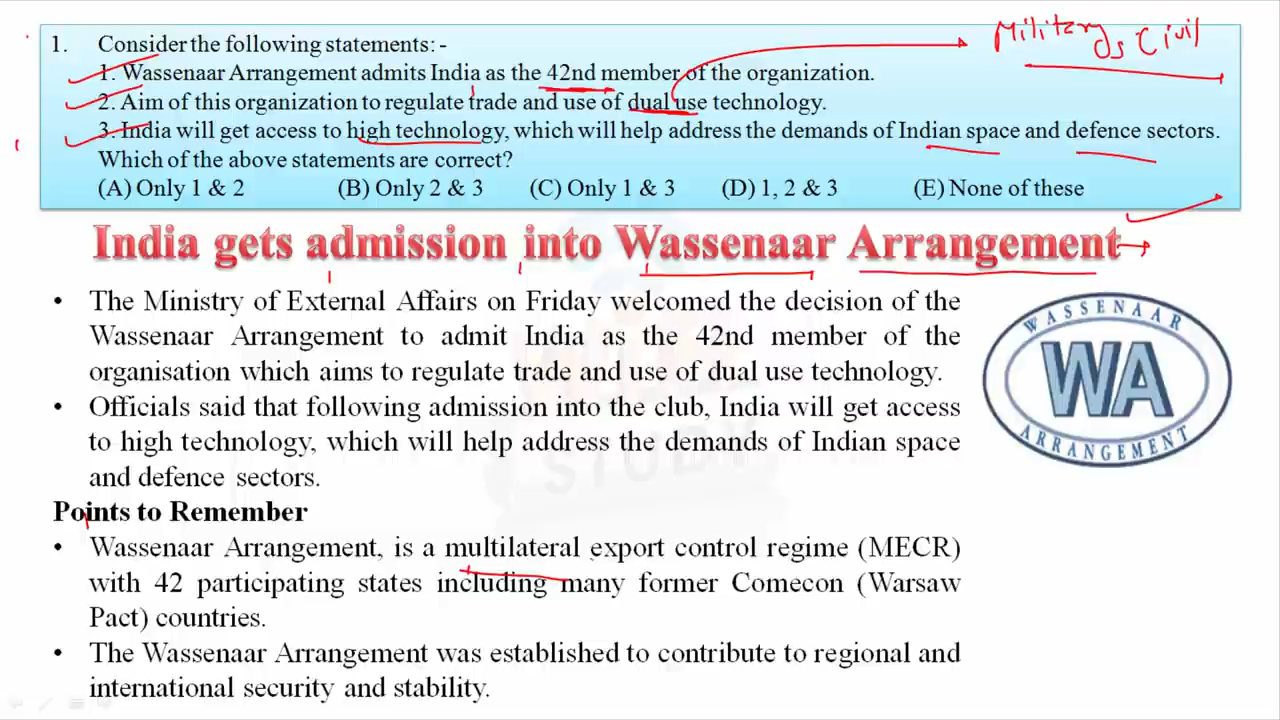 1. Consider the following statements: -
1. Wassenaar Arrangement admits India as the 42nd member of the organization.
2. Aim of this organization to regulate trade and use of dual use technology.
3. India will get access to high technology, which will help address the demands of Indian space and defence sectors.
Which of the above statements are correct?
(A) Only 1 & 2 (B) Only 2 & 3 (C) Only 1 & 3 (D) 1, 2 & 3 (E) None of these
Military Civil
India gets admission into Wassenaar Arrangement
• The Ministry of External Affairs on Friday welcomed the decision of the
Wassenaar Arrangement to admit India as the 42nd member of the
organisation which aims to regulate trade and use of dual use technology.
• Officials said that following admission into the club, India will get access
to high technology, which will help address the demands of Indian space
and defence sectors.
Points to Remember
• Wassenaar Arrangement, is a multilateral export control regime (MECR)
with 42 participating states including many former Comecon (Warsaw
Pact) countries.
• The Wassenaar Arrangement was established to contribute to regional and
international security and stability.
WASSENAAR
WA
ARRANGEMENT
STUDY